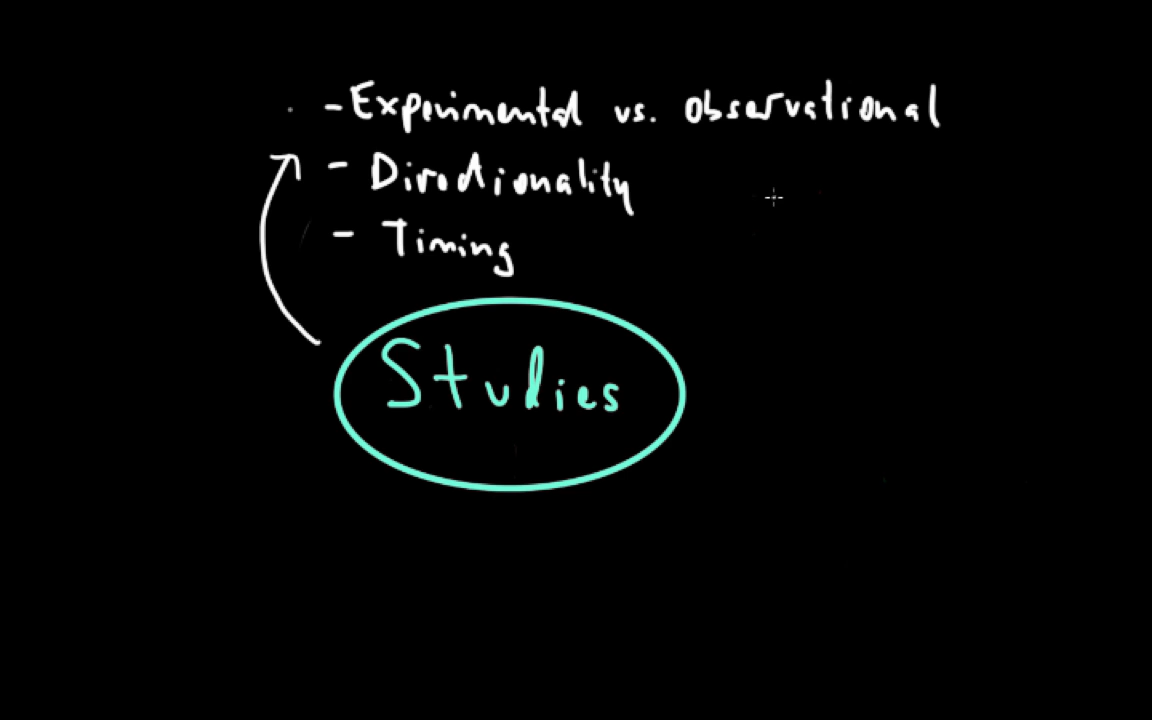 - Experimental vs. observational
- Directionality
- Timing
Studies